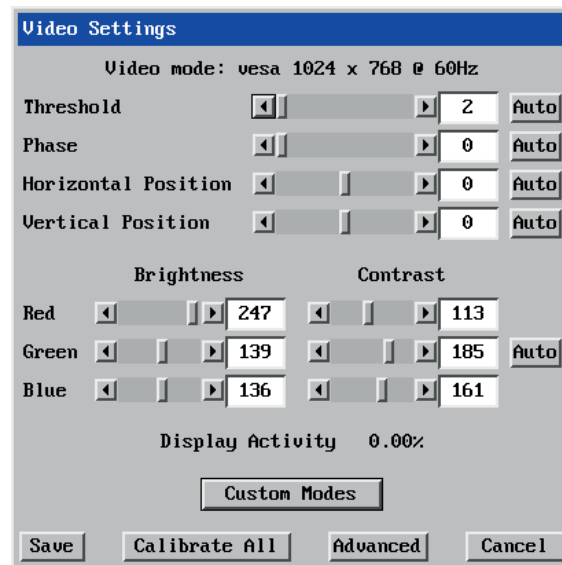 Video Settings
Video mode: vesa 1024 x 768 @ 60Hz
Threshold 2 Auto
Phase 0 Auto
Horizontal Position 0 Auto
Vertical Position 0 Auto
Brightness Contrast
Red 247 113
Green 139 185 Auto
Blue 136 161
Display Activity 0.00%
Custom Modes
Save Calibrate All Advanced Cancel